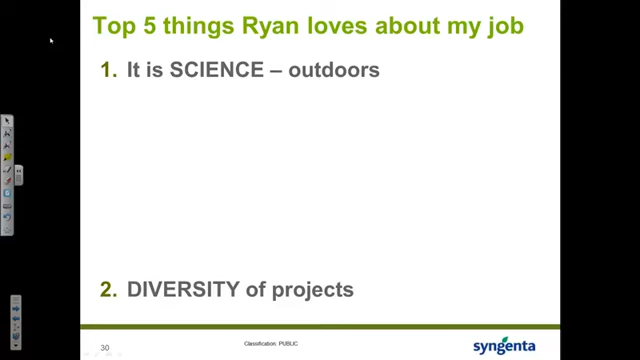 Top 5 things Ryan loves about my job
1. It is SCIENCE – outdoors
2. DIVERSITY of projects
30
Classification PUBLIC
syngenta